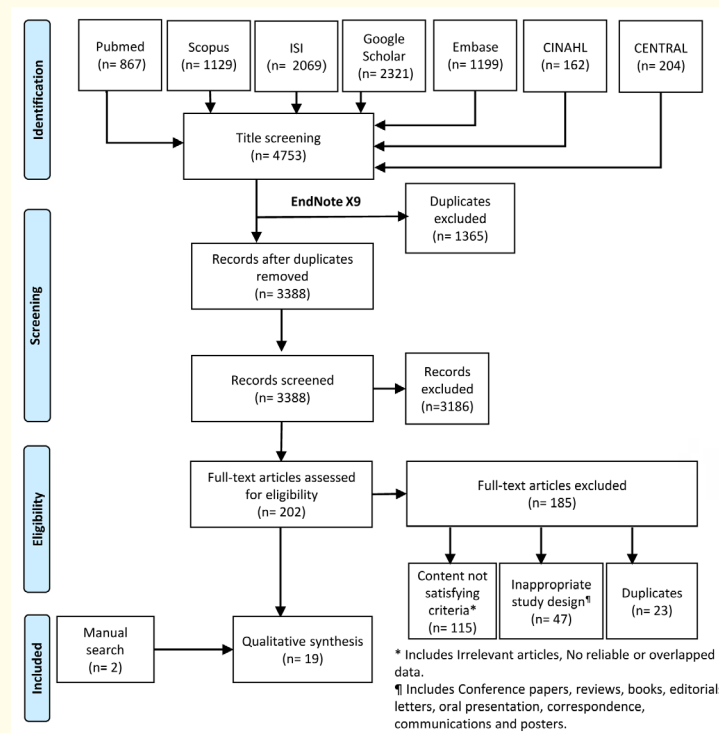 Identification
Pubmed
(n= 867)
Scopus
(n= 1129)
ISI
(n= 2069)
Google
Scholar
(n= 2321)
Embase
(n= 1199)
CINAHL
(n= 162)
CENTRAL
(n= 204)
Title screening
(n= 4753)
EndNote X9
Duplicates
excluded
(n= 1365)
Screening
Records after duplicates
removed
(n= 3388)
Records screened
(n= 3388)
Records
excluded
(n=3186)
Eligibility
Full-text articles assessed
for eligibility
(n= 202)
Full-text articles excluded
(n= 185)
Content not
satisfying
criteria*
(n= 115)
Inappropriate
study design¶
(n= 47)
Duplicates
(n= 23)
Included
Manual
search
(n= 2)
Qualitative synthesis
(n= 19)
* Includes Irrelevant articles, No reliable or overlapped
data.
¶ Includes Conference papers, reviews, books, editorials
letters, oral presentation, correspondence,
communications and posters.